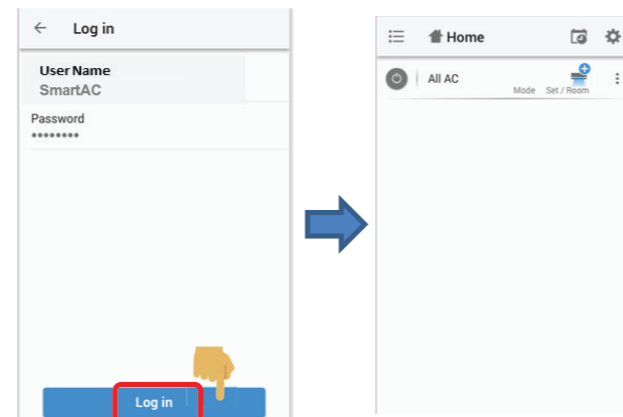 Log in
User Name
SmartAC
Password
••••••••
Log in
Home
All AC
Mode Set / Room